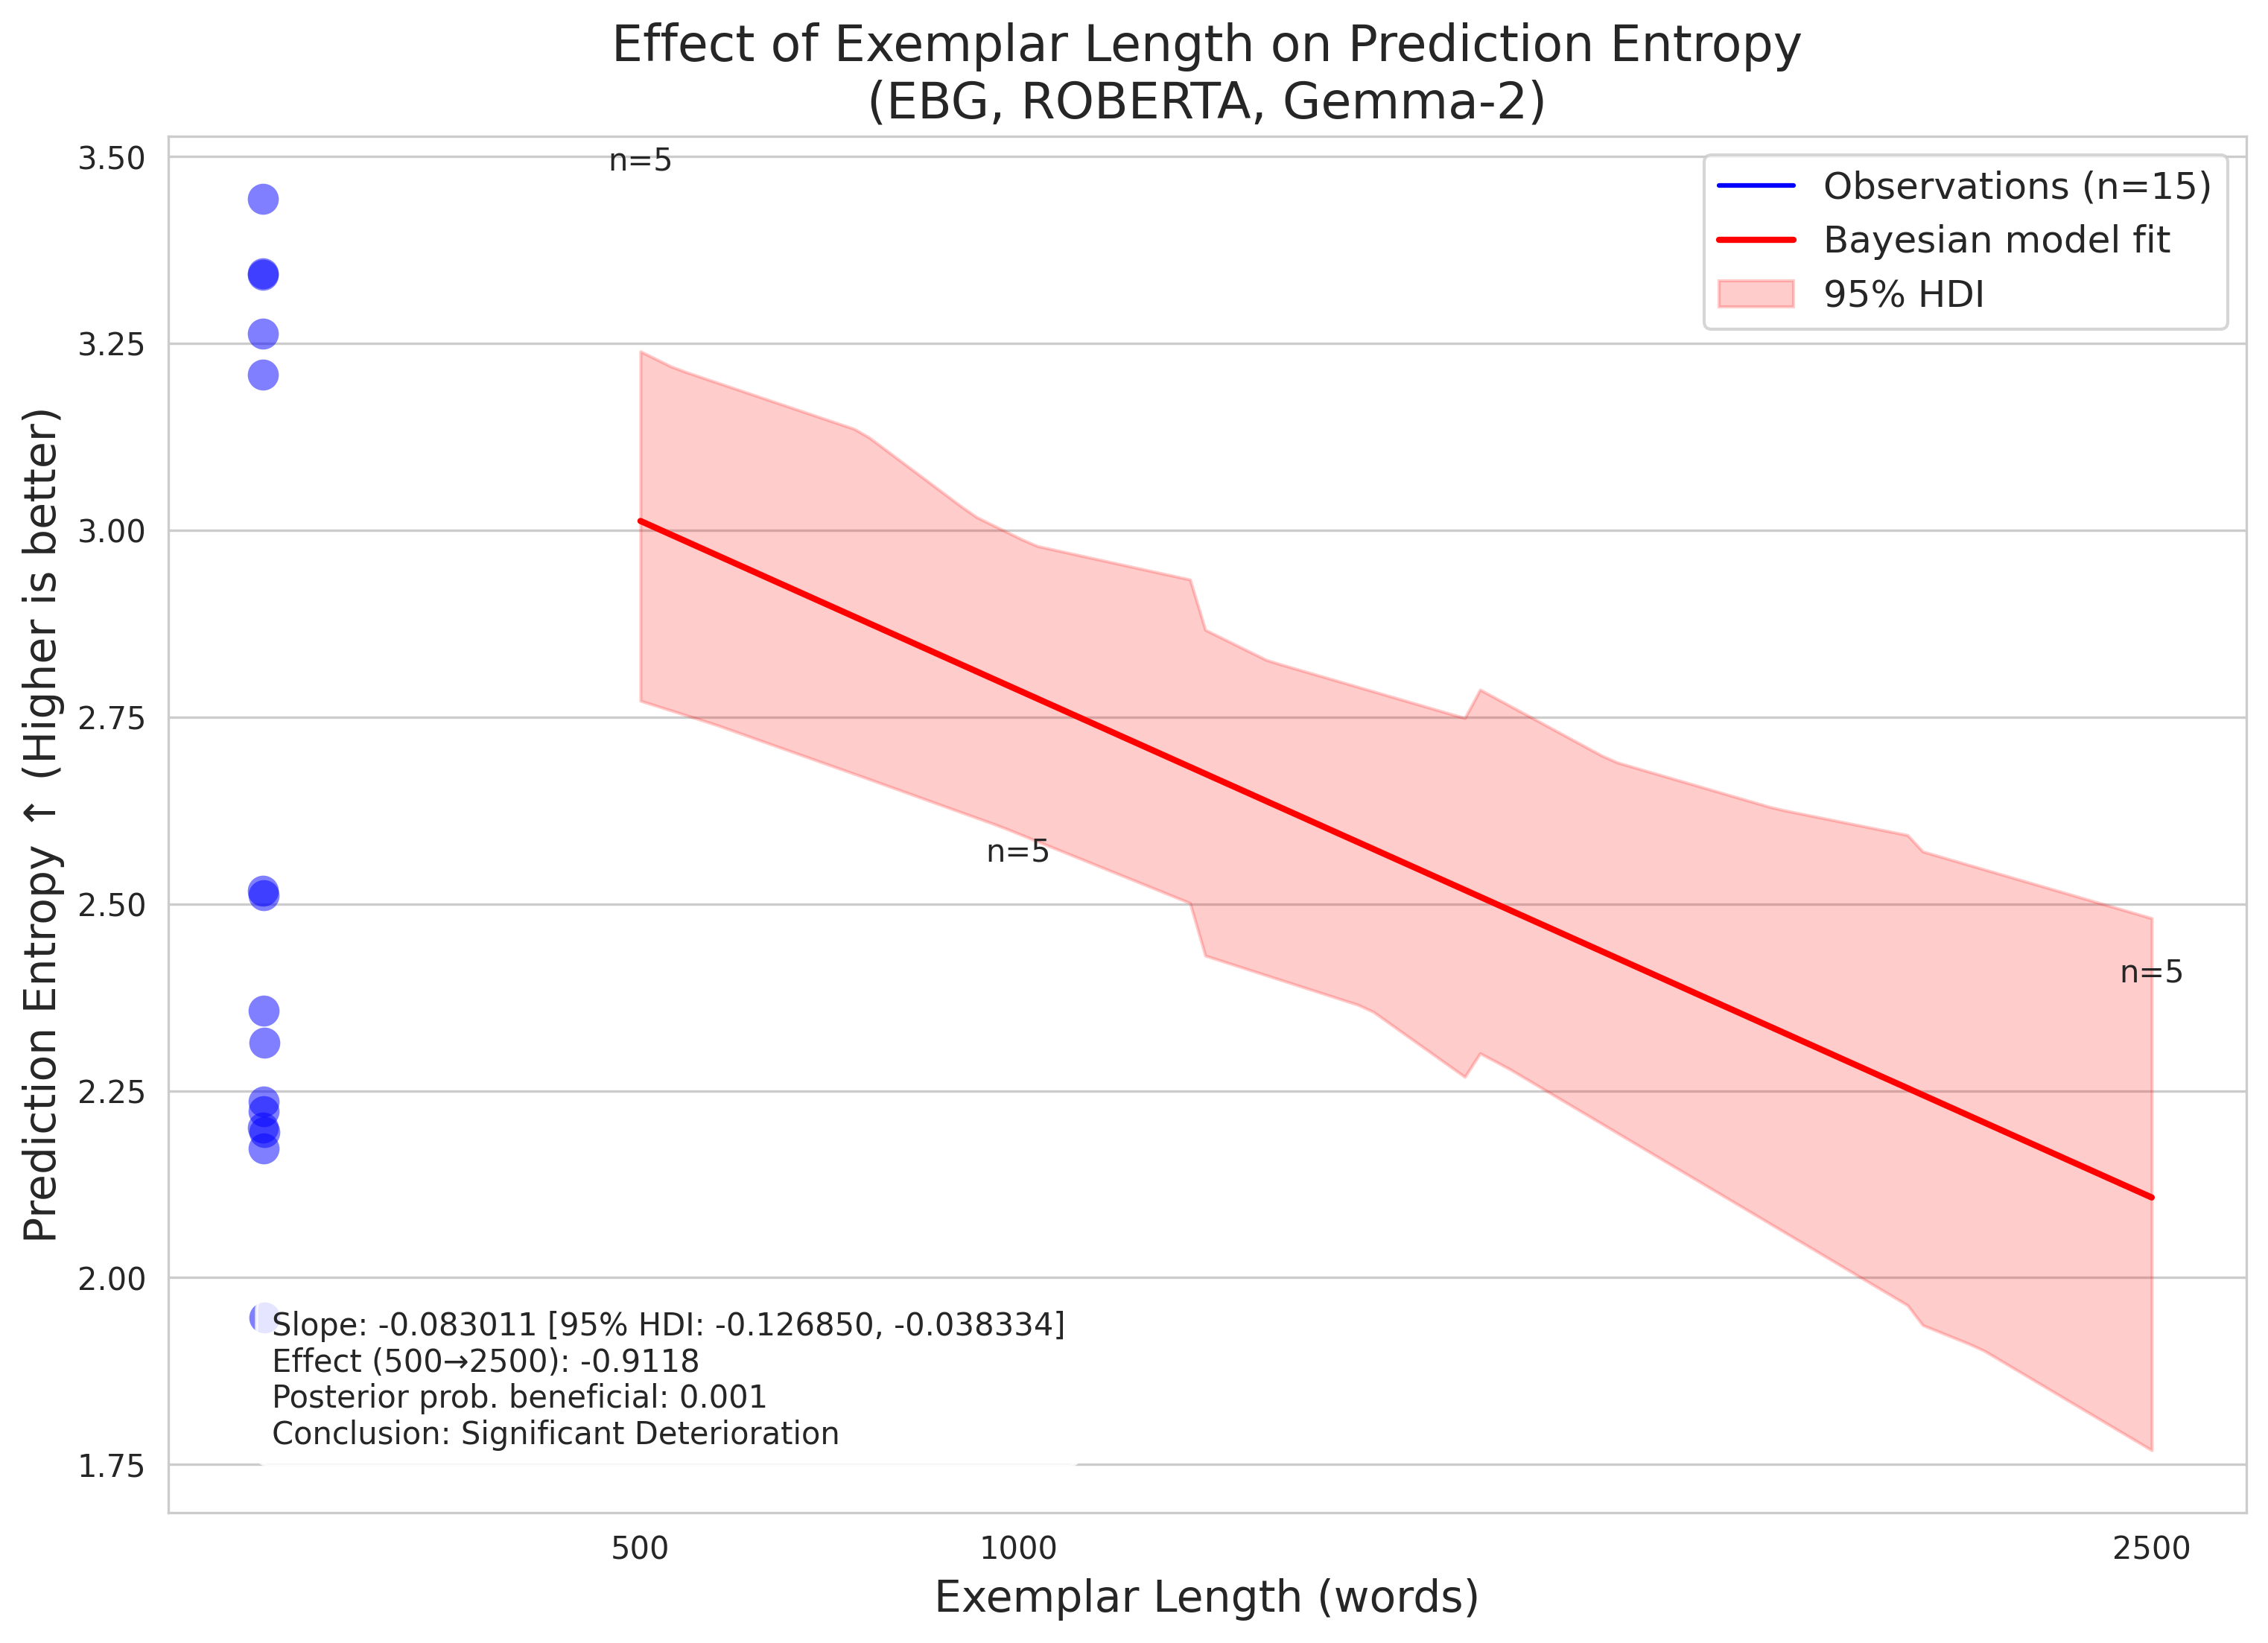 Effect of Exemplar Length on Prediction Entropy
(EBG, ROBERTA, Gemma-2)
Prediction Entropy ↑ (Higher is better)
3.50
3.25
3.00
2.75
2.50
2.25
2.00
1.75
n=5
n=5
n=5
Observations (n=15)
Bayesian model fit
95% HDI
Slope: -0.083011 [95% HDI: -0.126850, -0.038334]
Effect (500→2500): -0.9118
Posterior prob. beneficial: 0.001
Conclusion: Significant Deterioration
500
1000
2500
Exemplar Length (words)